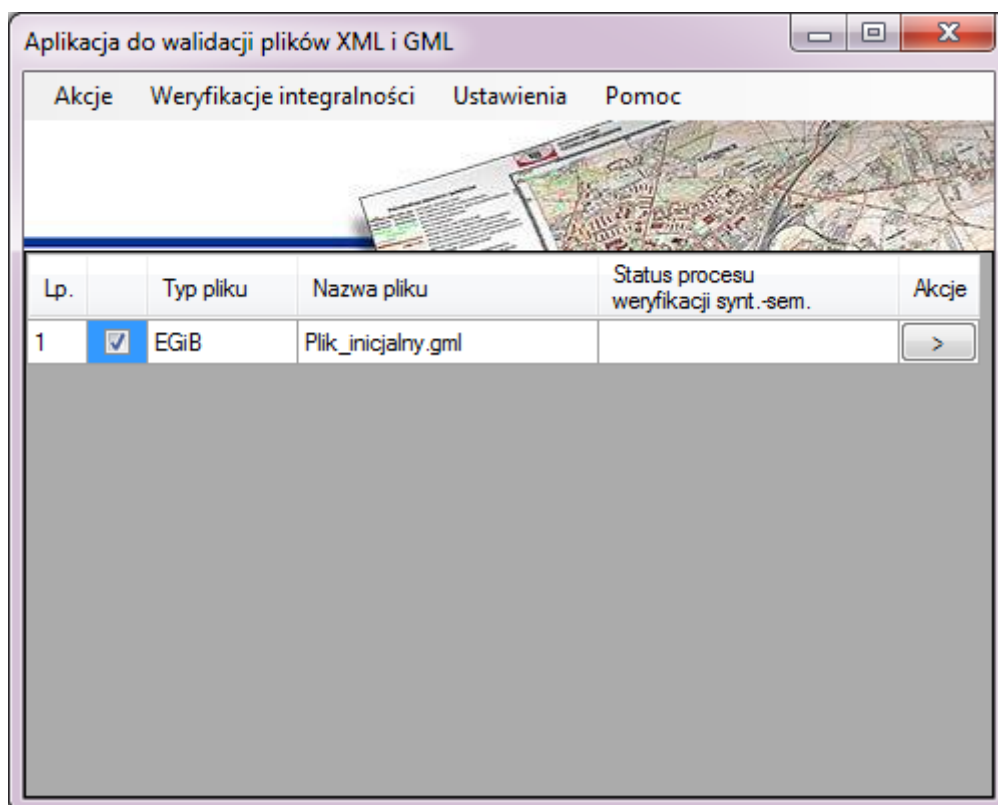 Aplikacja do walidacji plików XML i GML
Akcje Weryfikacje integralności Ustawienia Pomoc
Lp. Typ pliku Nazwa pliku Status procesu weryfikacji synt.-sem. Akcje
1 EGiB Plik_inicjalny.gml >